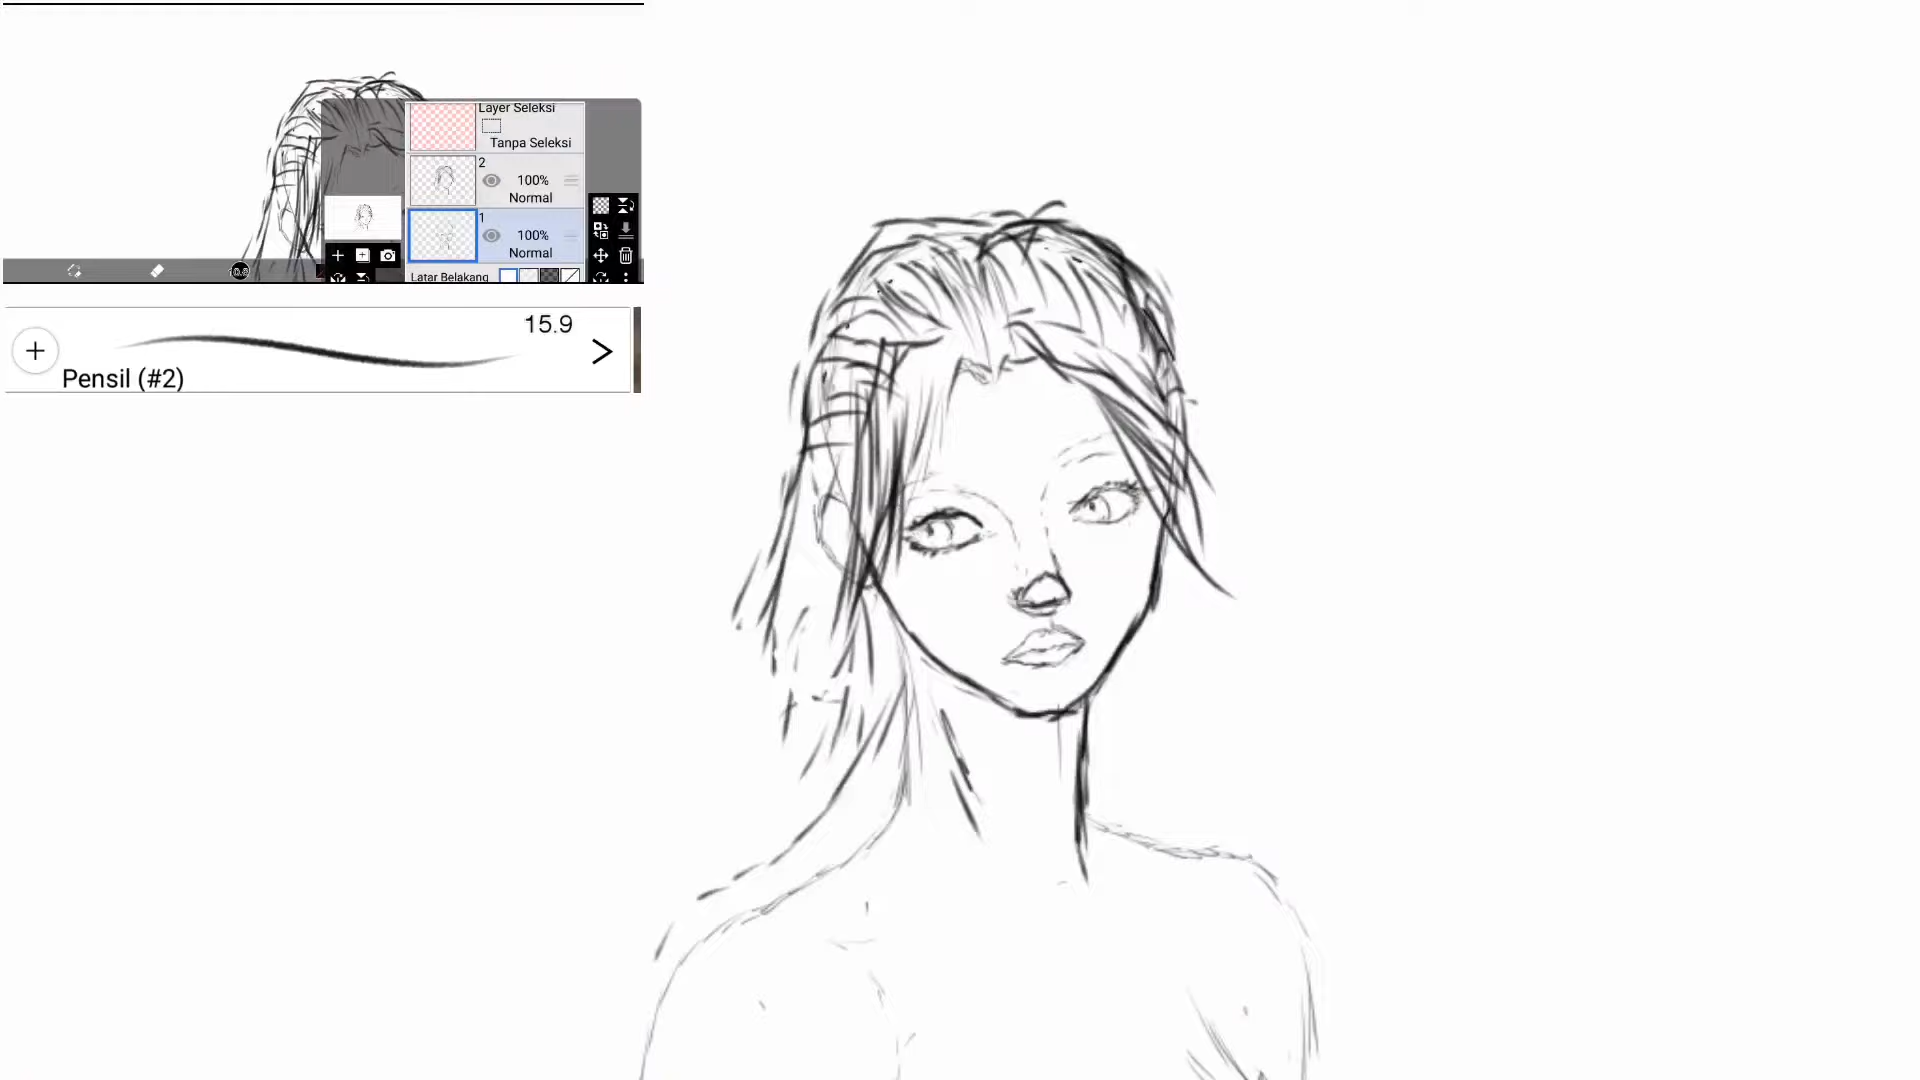 Layer Seleksi
Tanpa Seleksi
2
100%
Normal
1
100%
Normal
Latar Belakang
15.9
Pensil (#2)